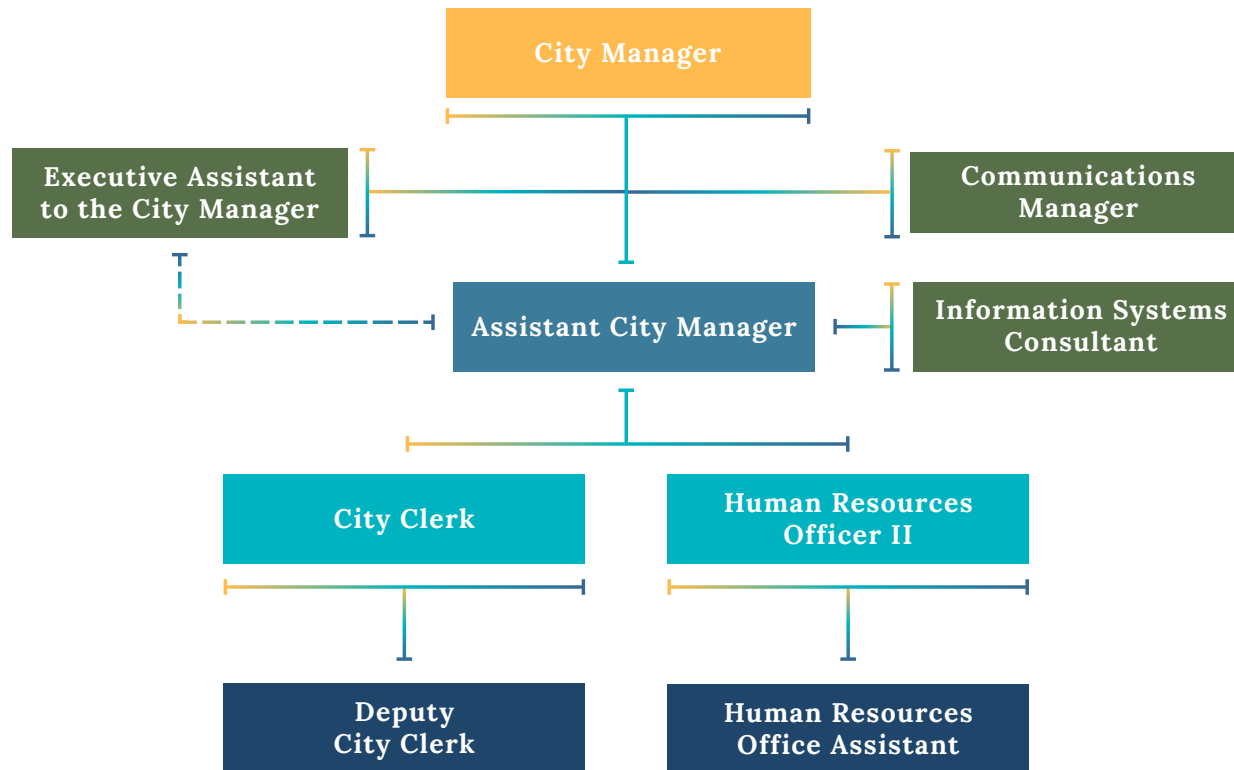 City Manager
Executive Assistant
to the City Manager
Communications
Manager
Assistant City Manager
Information Systems
Consultant
City Clerk
Human Resources
Officer II
Deputy
City Clerk
Human Resources
Office Assistant